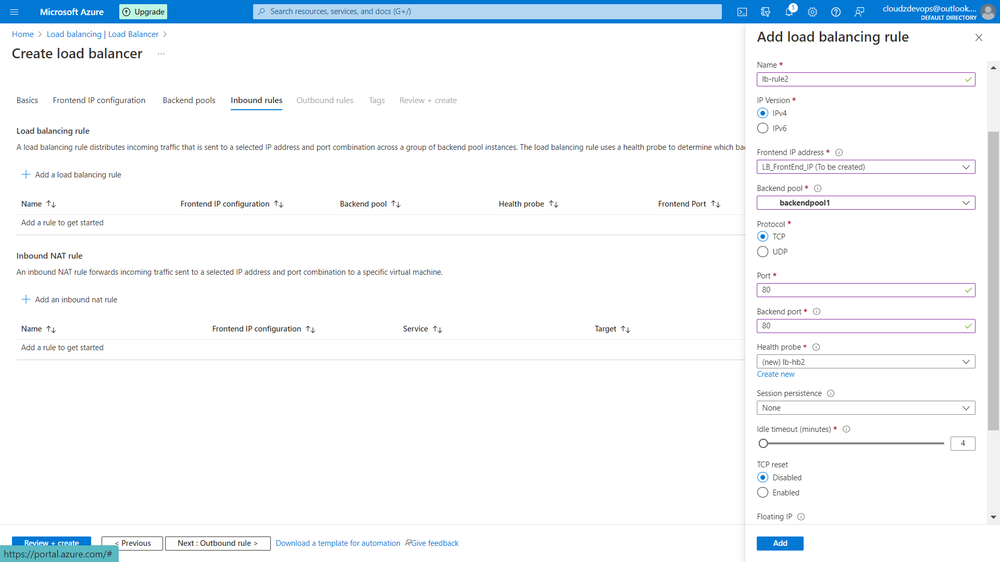 Microsoft Azure
Upgrade
Search resources, services, and docs (G+/)
5
cloudzdevops@outlook....
DEFAULT DIRECTORY
Home > Load balancing | Load Balancer >
Create load balancer ...
Basics
Frontend IP configuration
Backend pools
Inbound rules
Outbound rules
Tags
Review + create
Load balancing rule
A load balancing rule distributes incoming traffic that is sent to a selected IP address and port combination across a group of backend pool instances. The load balancing rule uses a health probe to determine which bac
Add a load balancing rule
Name
Frontend IP configuration
Backend pool
Health probe
Frontend Port
Add a rule to get started
Inbound NAT rule
An inbound NAT rule forwards incoming traffic sent to a selected IP address and port combination to a specific virtual machine.
Add an inbound nat rule
Name
Frontend IP configuration
Service
Target
Add a rule to get started
Review + create
< Previous
Next : Outbound rule >
Download a template for automation
Give feedback
https://portal.azure.com/#
Add load balancing rule
Name *
lb-rule2
IP Version *
IPv4
IPv6
Frontend IP address *
LB_FrontEnd_IP (To be created)
Backend pool *
backendpool1
Protocol *
TCP
UDP
Port *
80
Backend port *
80
Health probe *
(new) lb-hb2
Create new
Session persistence
None
Idle timeout (minutes) *
4
TCP reset
Disabled
Enabled
Floating IP
Add